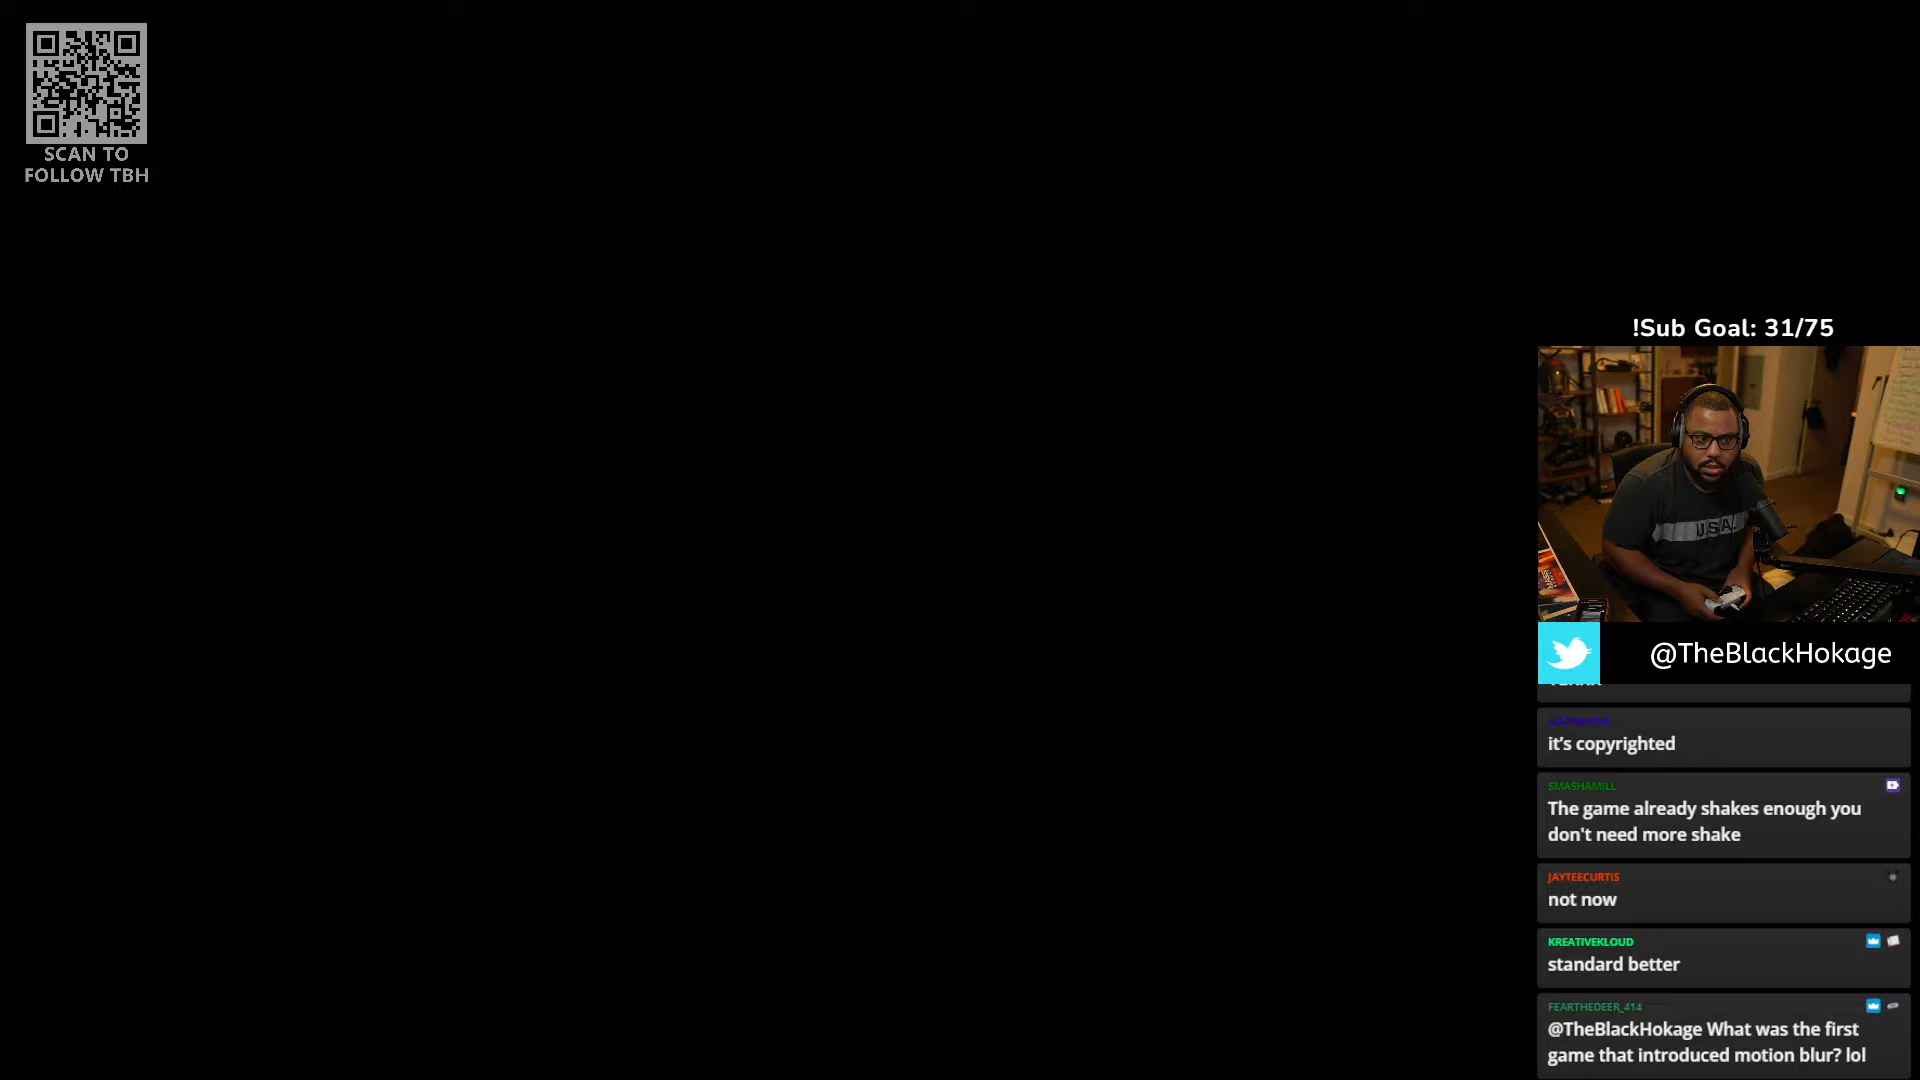 SCAN TO
FOLLOW TBH
!Sub Goal: 31/75
U.S.A.
@TheBlackHokage
it's copyrighted
SMASHAMILL
The game already shakes enough you
don't need more shake
JAYTEECURTIS
not now
KREATIVEKLOUD
standard better
FEARTHEDEER_414
@TheBlackHokage What was the first
game that introduced motion blur? lol